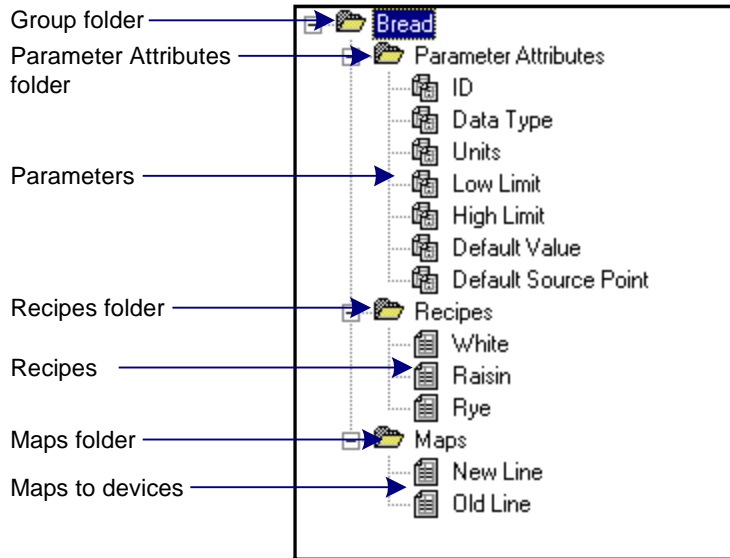 Group folder
Bread
Parameter Attributes
folder
Parameter Attributes
ID
Data Type
Units
Parameters
Low Limit
High Limit
Default Value
Default Source Point
Recipes folder
Recipes
White
Recipes
Raisin
Rye
Maps folder
Maps
New Line
Maps to devices
Old Line